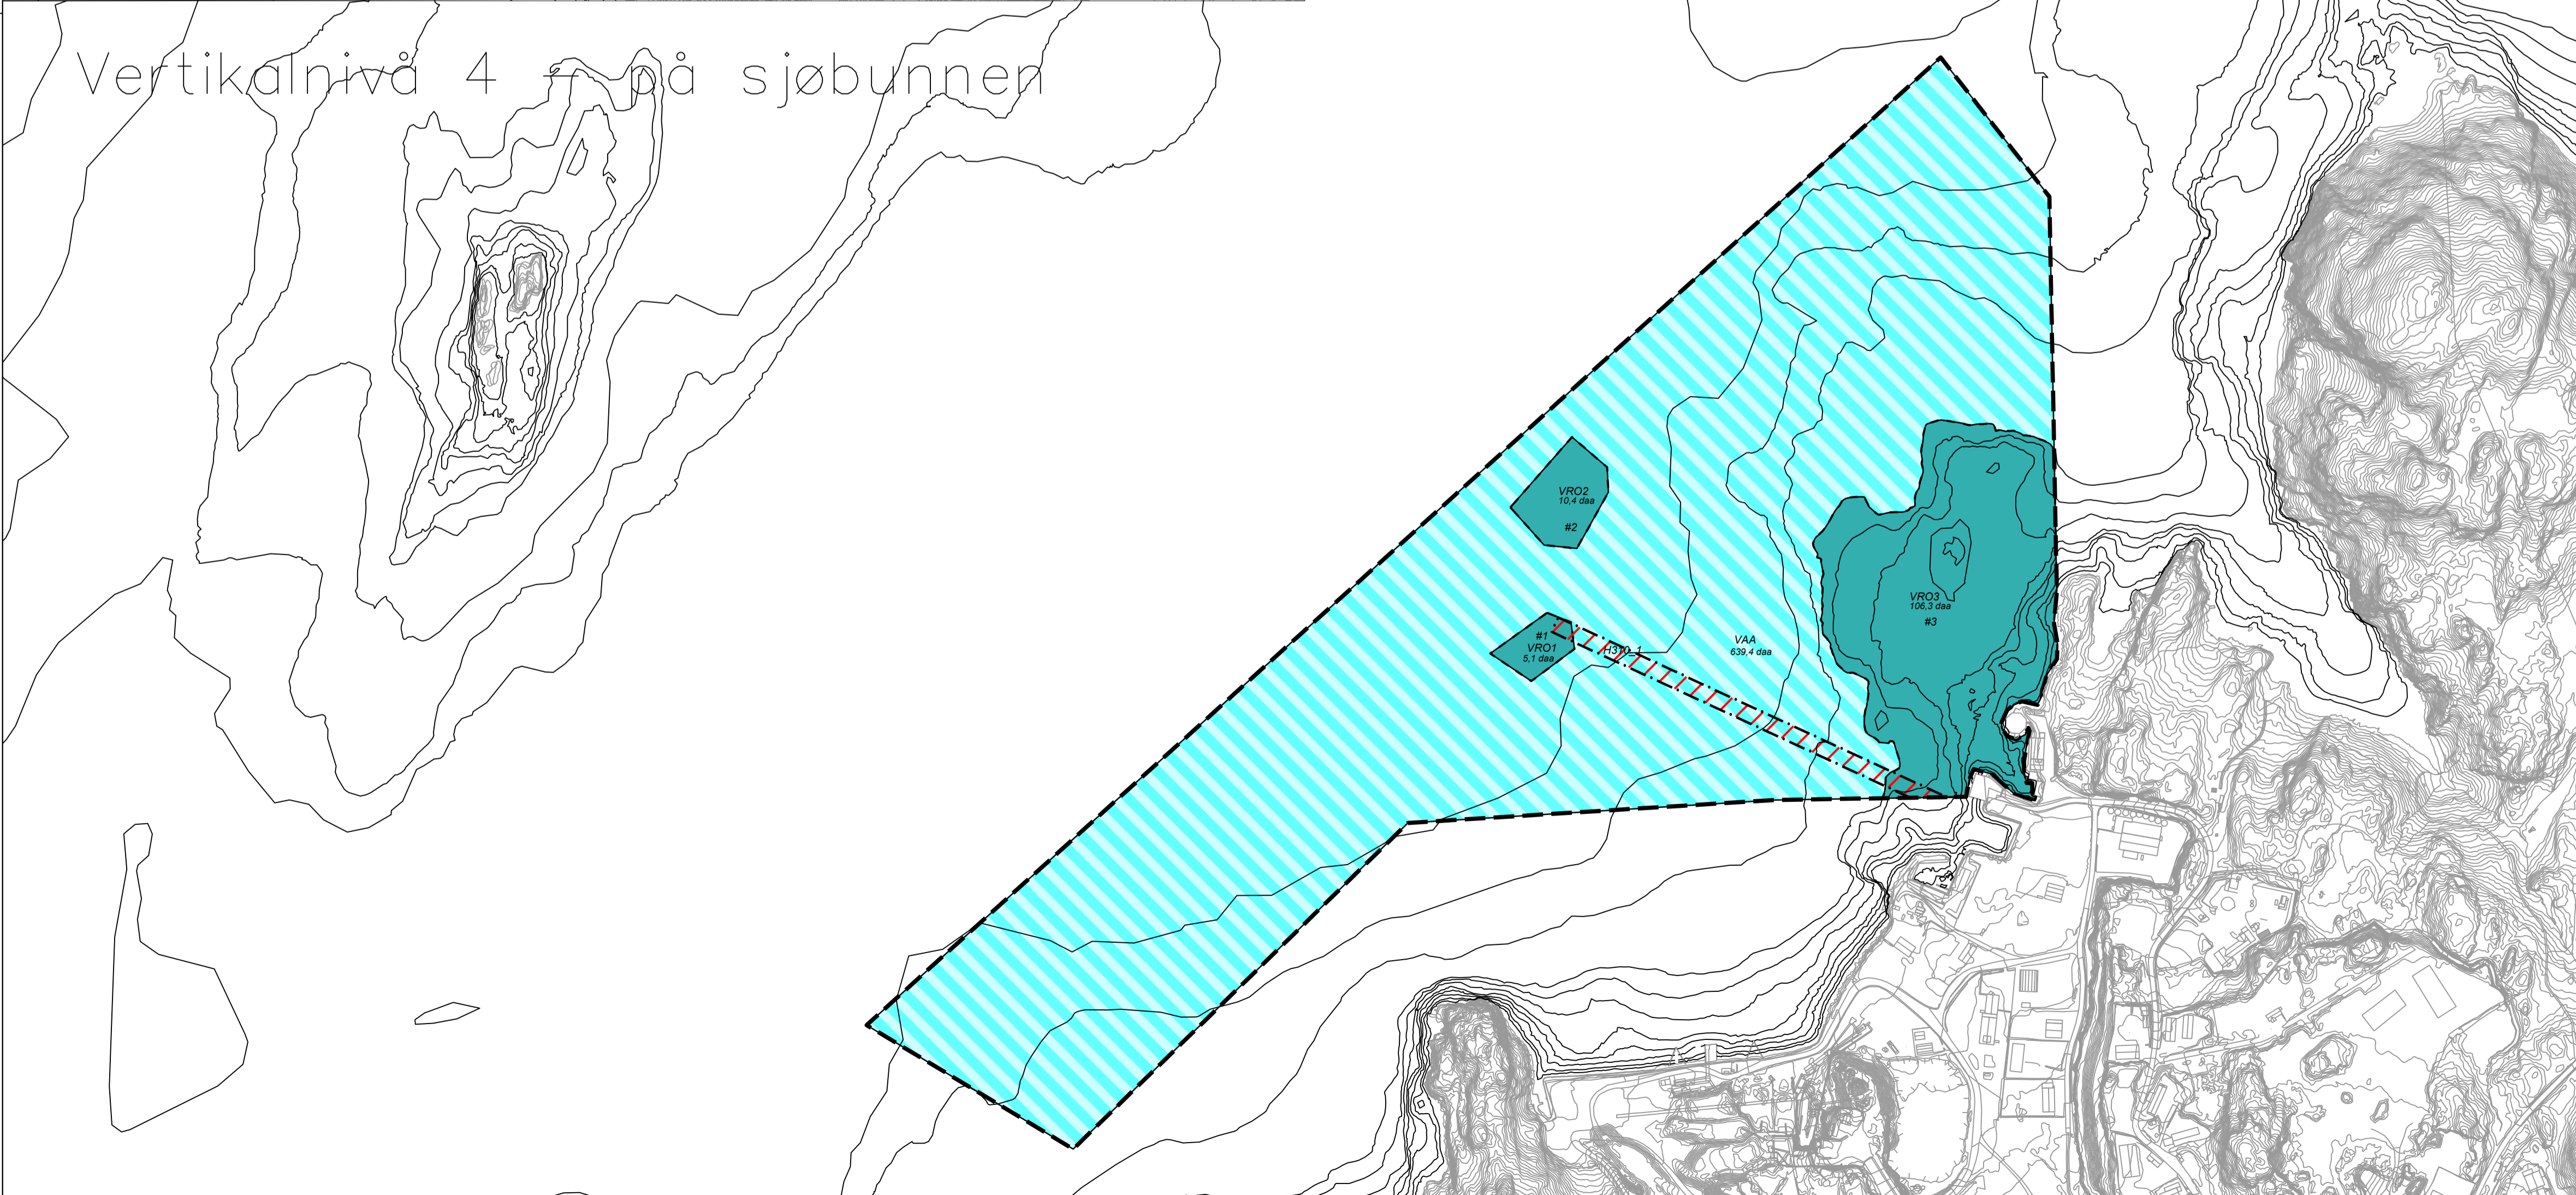 Vertikalnivå 4 – på sjøbunnen
VRO2
10,4 daa
#2
VRO3
106,3 daa
#3
#1
VRO1
5,1 daa
H370_1
VAA
639,4 daa